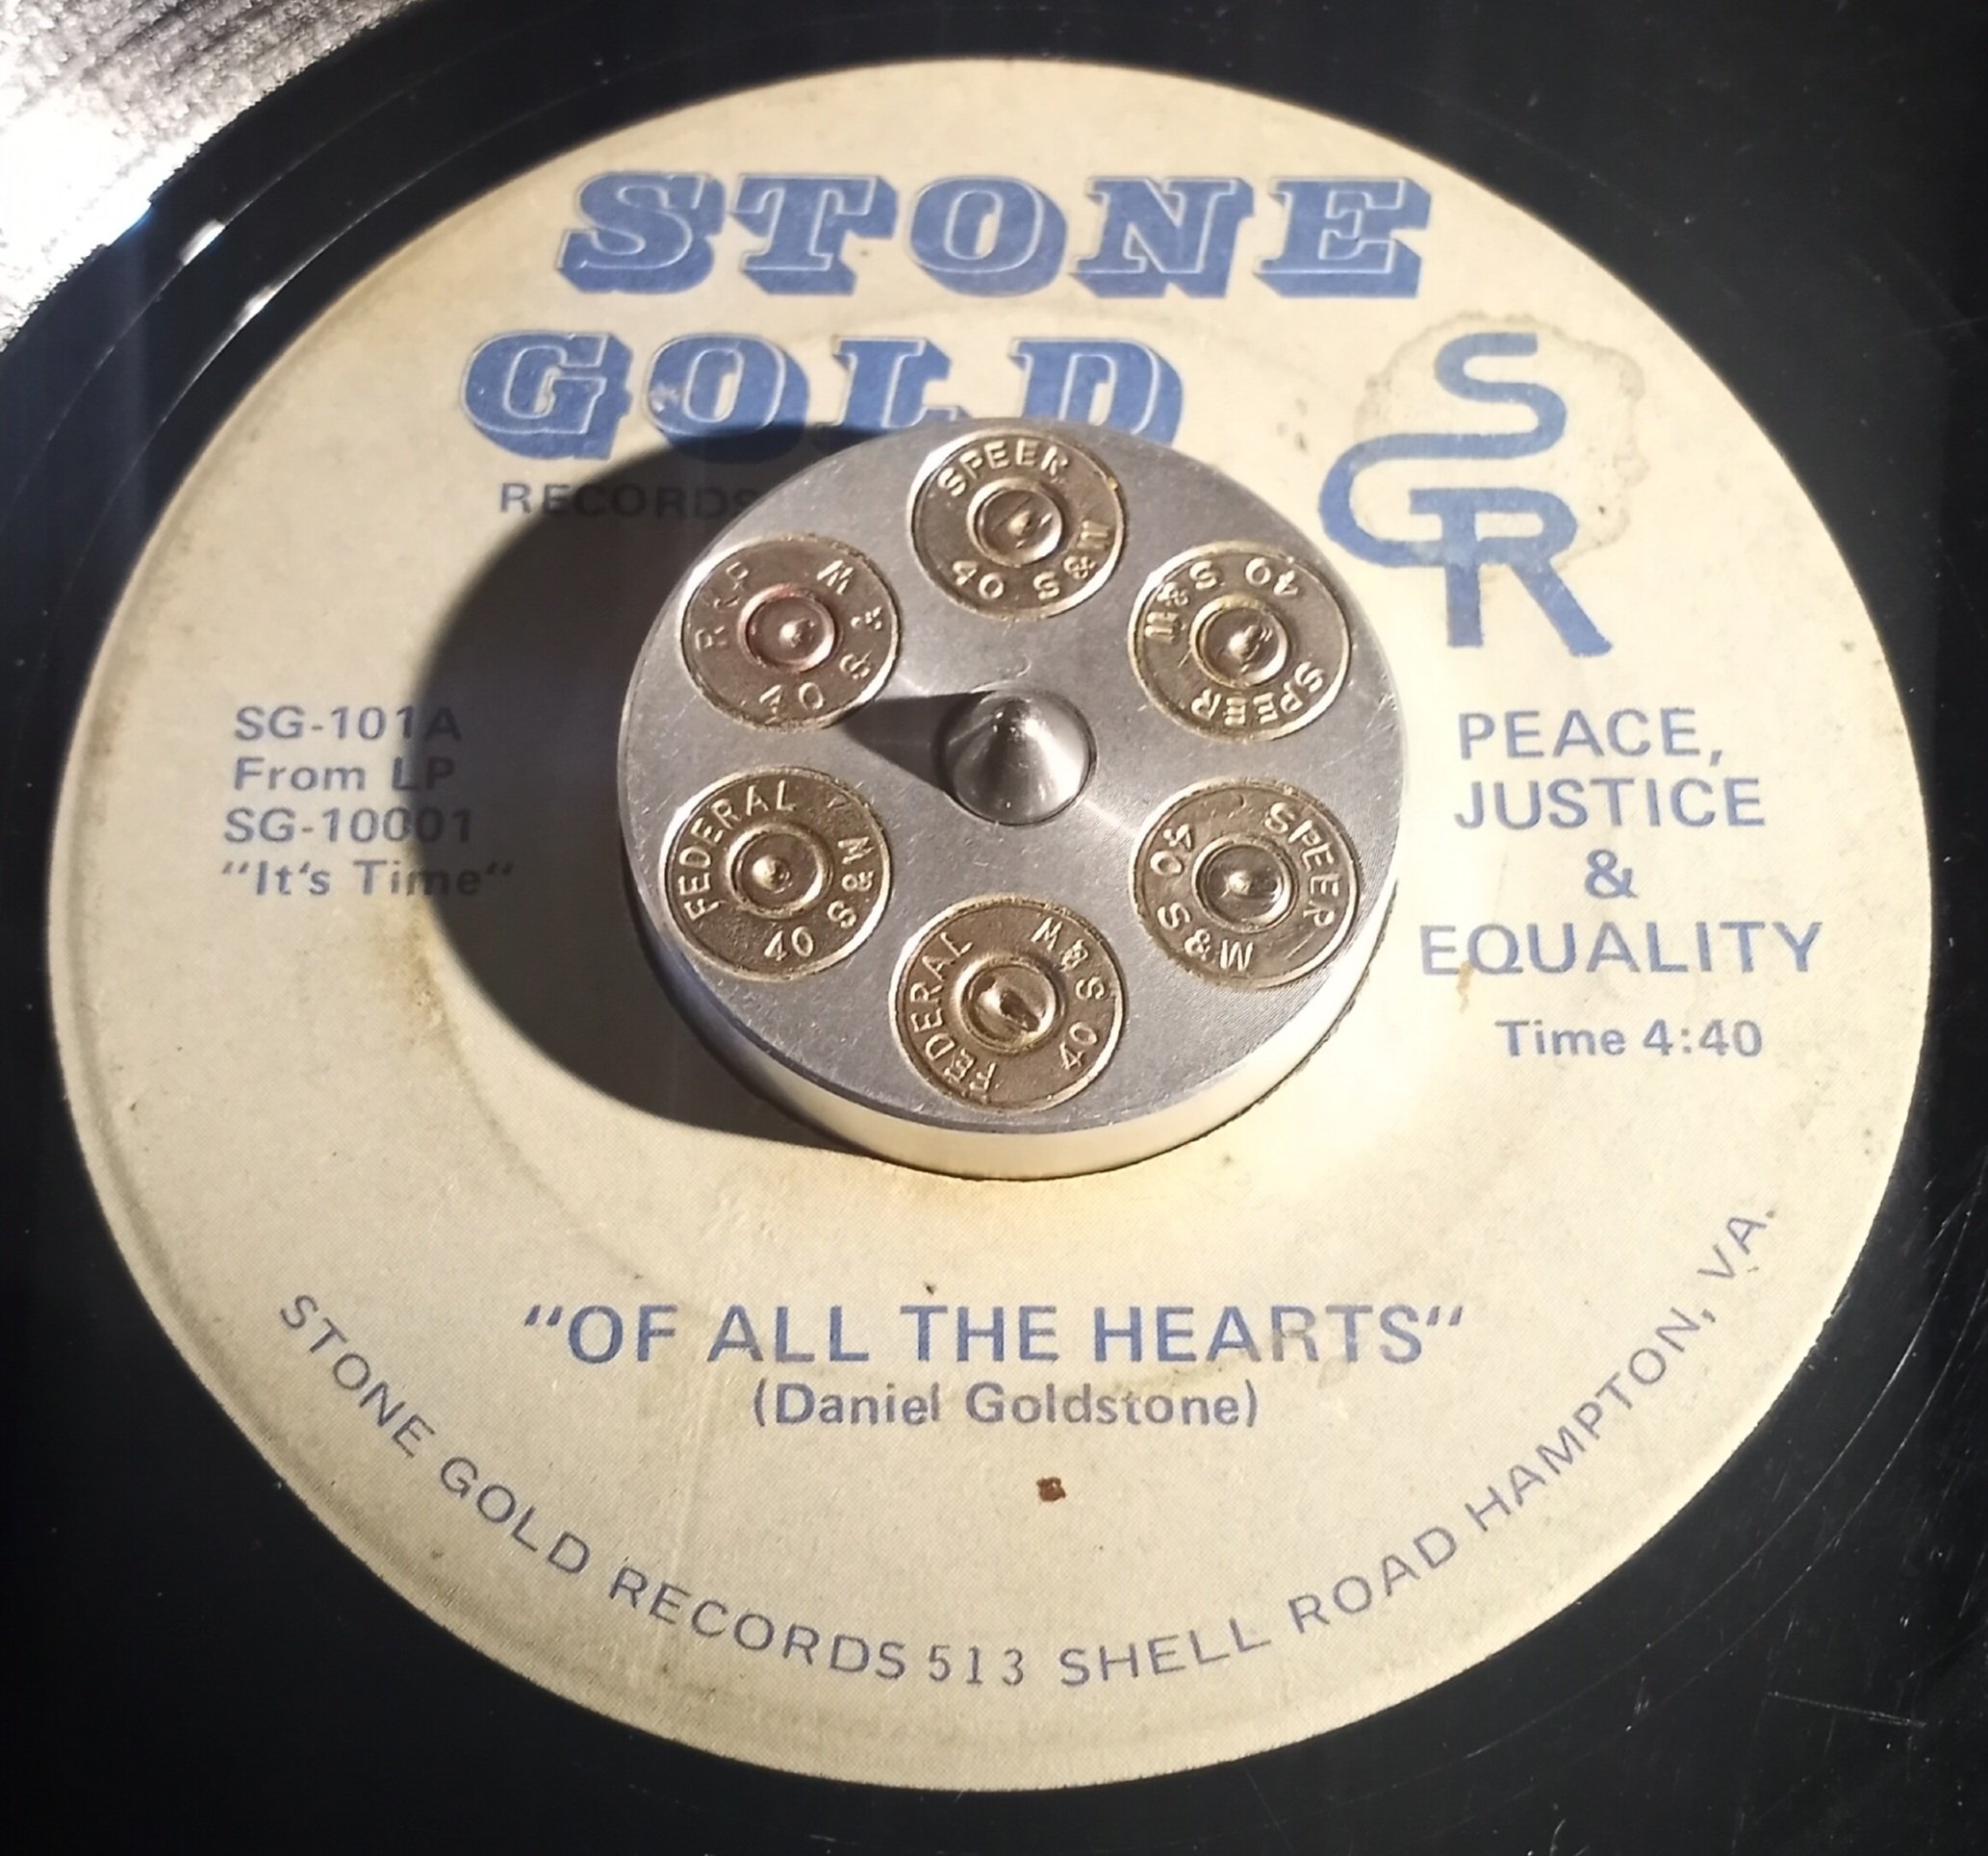 STONE
GOLD
RECORDS
SGR
SG-101A
From LP
SG-10001
"It's Time"
PEACE,
JUSTICE
&
EQUALITY
Time 4:40
SPEER
40 S&W
SPEER
40 S&W
SPEER
40 S&W
FEDERAL
40 S&W
FEDERAL
40 S&W
R-P
40 S&W
"OF ALL THE HEARTS"
(Daniel Goldstone)
STONE GOLD RECORDS 513 SHELL ROAD HAMPTON, VA.